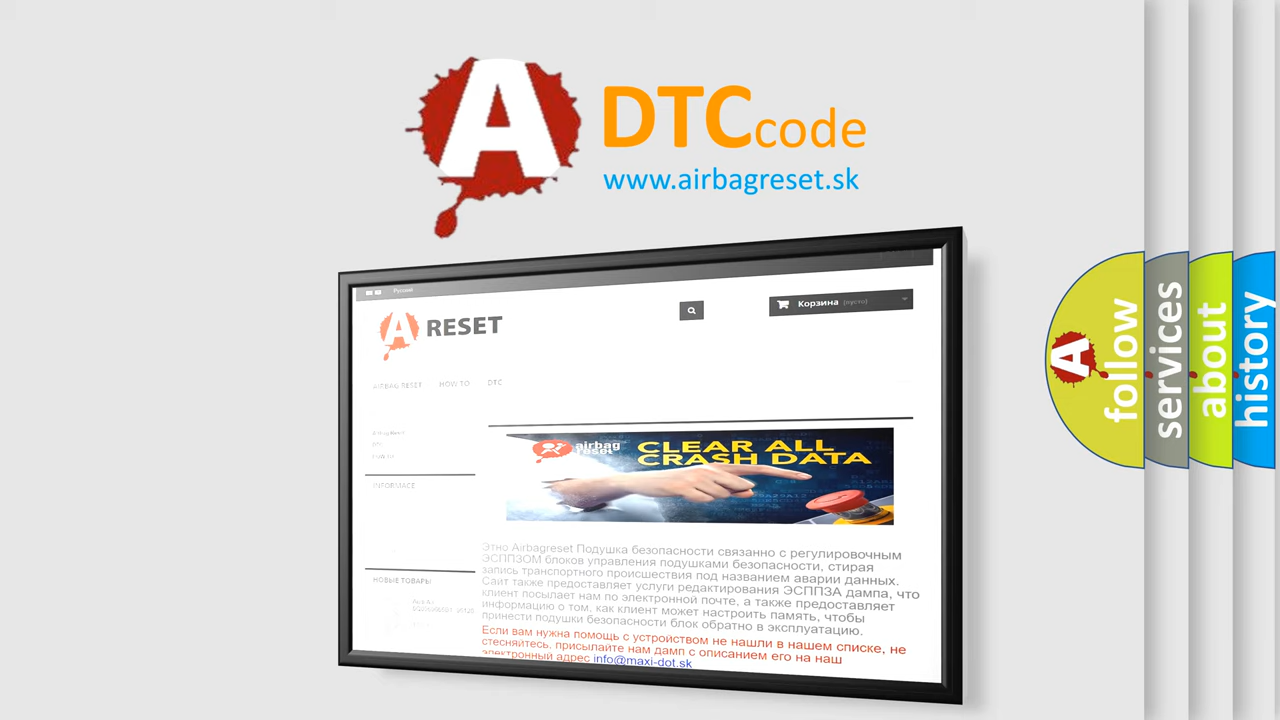 A DTCcode
www.airbagreset.sk
Русский
Корзина (пусто)
A RESET
AIRBAG RESET HOW TO DTC
INFORMACE
airbag
reset
CLEAR ALL
CRASH DATA
Этно Airbagreset Подушка безопасности связанно с регулировочным
ЭСППЗОМ блоков управления подушками безопасности, стирая
запись транспортного происшествия под названием аварии данных.
Сайт также предоставляет услуги редактирования ЭСППЗА дампа, что
клиент посылает нам по электронной почте, а также предоставляет
информацию о том, как клиент может настроить память, чтобы
принести подушки безопасности блок обратно в эксплуатацию.
Если вам нужна помощь с устройством не нашли в нашем списке, не
стесняйтесь, присылайте нам дамп с описанием его на наш
электронный адрес info@maxi-dot.sk
НОВЫЕ ТОВАРЫ
A
follow
services
about
history